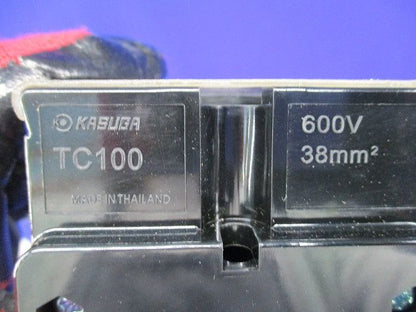 KASUGA
TC100
MADE IN THAILAND
600V
38mm²